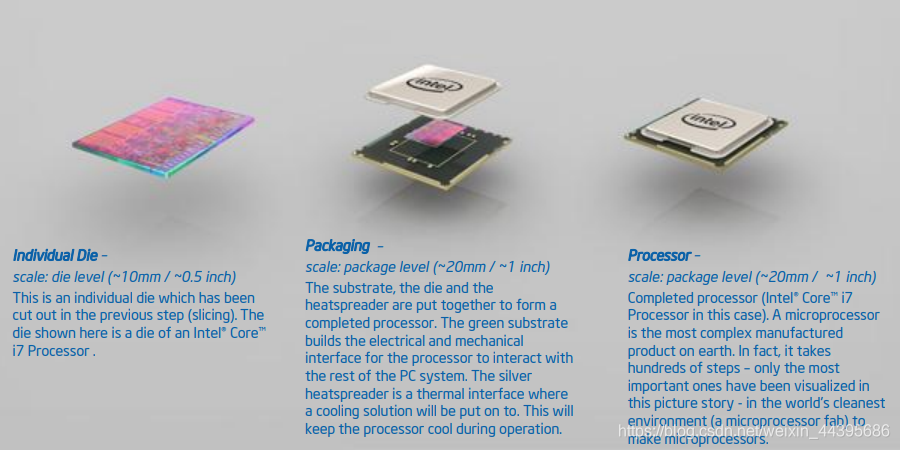 intel
intel
Individual Die –
scale: die level (~10mm / ~0.5 inch)
This is an individual die which has been
cut out in the previous step (slicing). The
die shown here is a die of an Intel® Core™
i7 Processor .
Packaging –
scale: package level (~20mm / ~1 inch)
The substrate, the die and the
heatspreader are put together to form a
completed processor. The green substrate
builds the electrical and mechanical
interface for the processor to interact with
the rest of the PC system. The silver
heatspreader is a thermal interface where
a cooling solution will be put on to. This will
keep the processor cool during operation.
Processor –
scale: package level (~20mm / ~1 inch)
Completed processor (Intel® Core™ i7
Processor in this case). A microprocessor
is the most complex manufactured
product on earth. In fact, it takes
hundreds of steps – only the most
important ones have been visualized in
this picture story - in the world's cleanest
environment (a microprocessor fab) to
make microprocessors.
https://blog.csdn.net/weixin_44395686